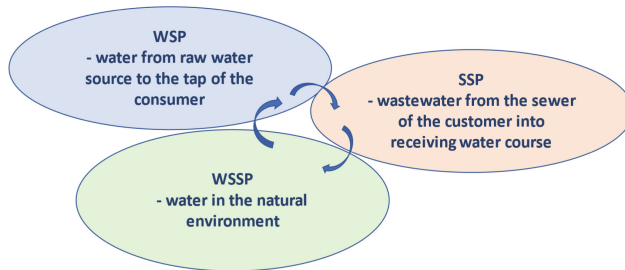 WSP
- water from raw water
source to the tap of the
consumer
SSP
- wastewater from the sewer
of the customer into
receiving water course
WSSP
- water in the natural
environment